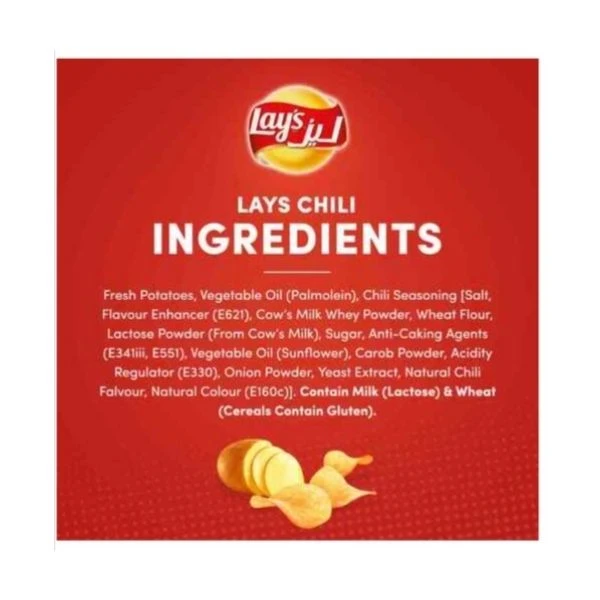 Lay's ليز
LAYS CHILI
INGREDIENTS
Fresh Potatoes, Vegetable Oil (Palmolein), Chili Seasoning [Salt,
Flavour Enhancer (E621), Cow's Milk Whey Powder, Wheat Flour,
Lactose Powder (From Cow's Milk), Sugar, Anti-Caking Agents
(E341iii, E551), Vegetable Oil (Sunflower), Carob Powder, Acidity
Regulator (E330), Onion Powder, Yeast Extract, Natural Chili
Falvour, Natural Colour (E160c)]. Contain Milk (Lactose) & Wheat
(Cereals Contain Gluten).